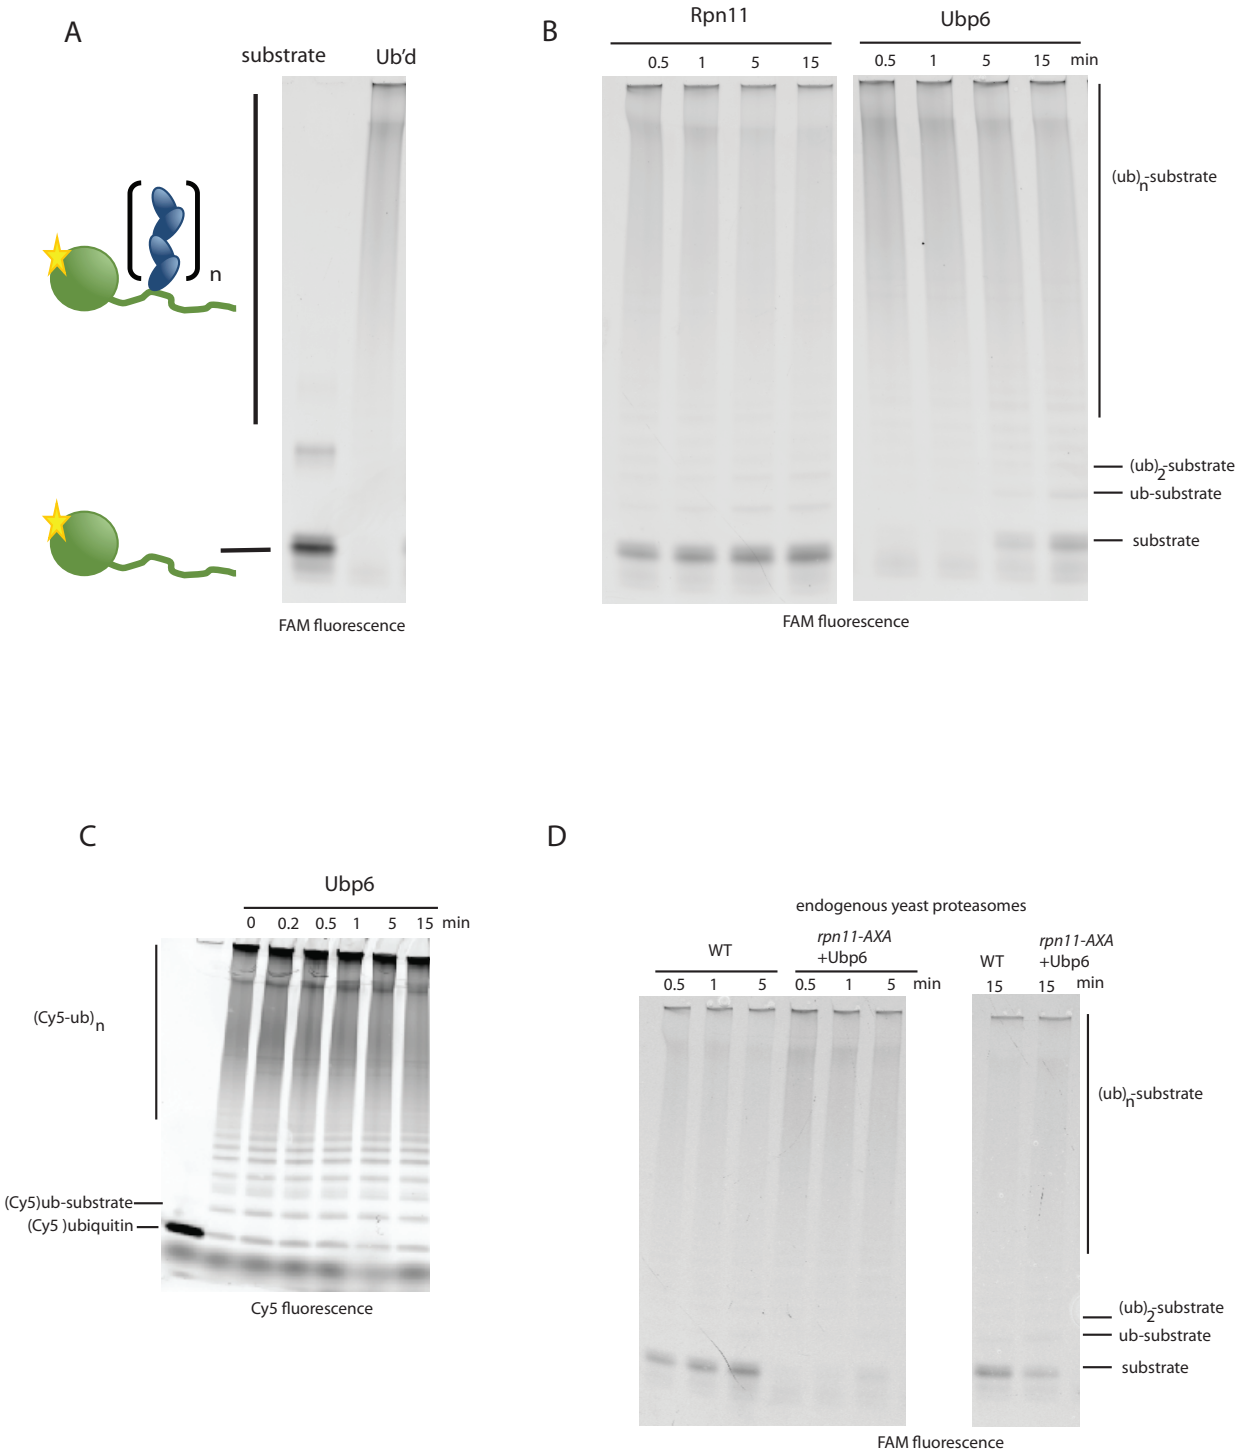 A
substrate
Ub'd
n
FAM fluorescence
B
Rpn11
Ubp6
0.5 1 5 15
0.5 1 5 15 min
(ub)n-substrate
(ub)2-substrate
ub-substrate
substrate
FAM fluorescence
C
Ubp6
0 0.2 0.5 1 5 15 min
(Cy5-ub)n
(Cy5)ub-substrate
(Cy5 )ubiquitin
Cy5 fluorescence
D
endogenous yeast proteasomes
WT
rpn11-AXA
+Ubp6
0.5 1 5
0.5 1 5 min
WT
rpn11-AXA
+Ubp6
15 15 min
(ub)n-substrate
(ub)2-substrate
ub-substrate
substrate
FAM fluorescence